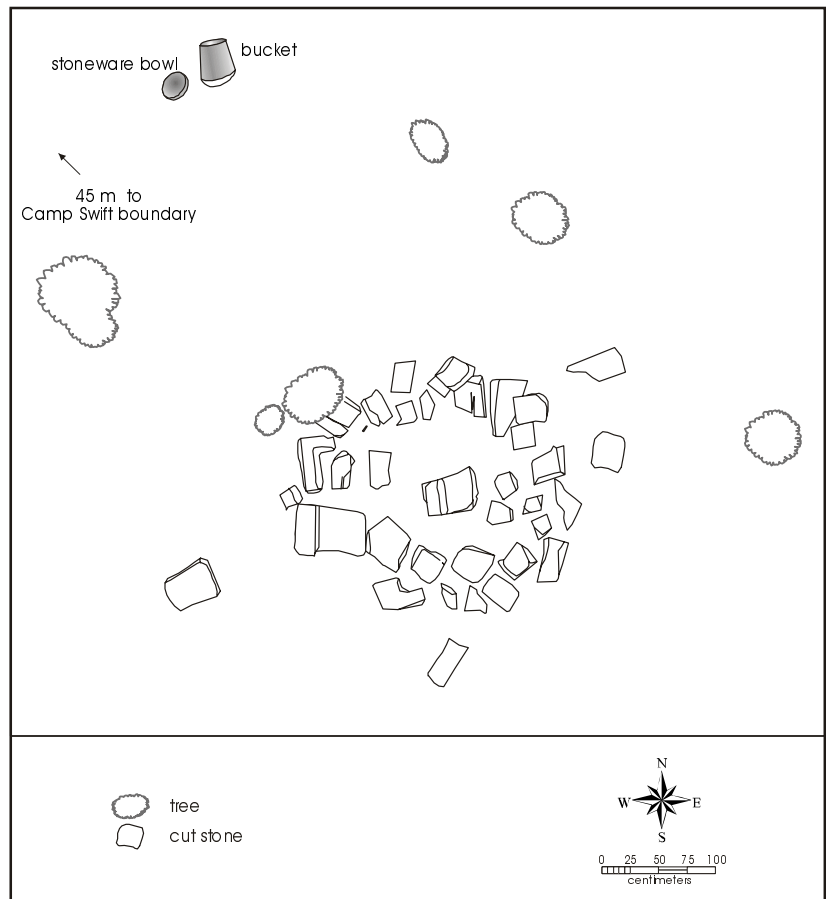 bucket
stoneware bowl
45 m to
Camp Swift boundary
tree
cut stone
N
W E
S
0 25 50 75 100
centimeters